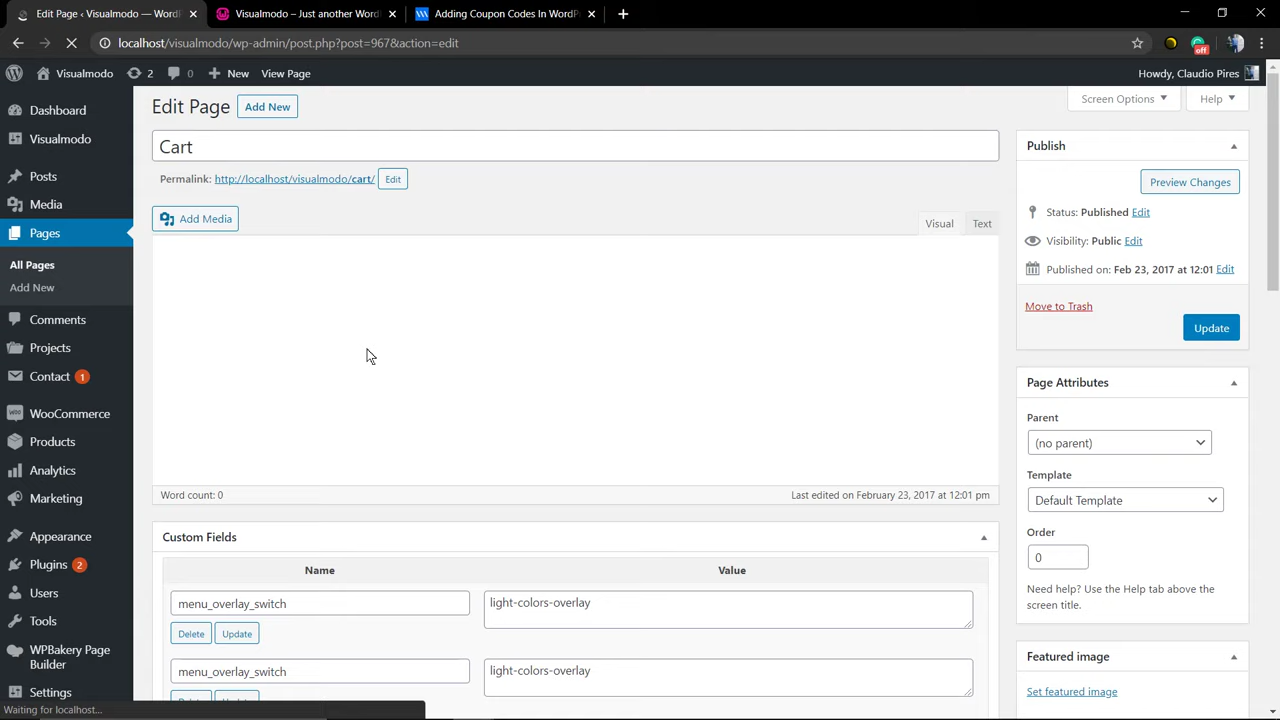 Edit Page ‹ Visualmodo — WordP
Visualmodo – Just another Word
Adding Coupon Codes In WordPr
localhost/visualmodo/wp-admin/post.php?post=967&action=edit
off
Visualmodo
2
0
New
View Page
Howdy, Claudio Pires
Dashboard
Visualmodo
Posts
Media
Pages
All Pages
Add New
Comments
Projects
Contact 1
WooCommerce
Products
Analytics
Marketing
Appearance
Plugins 2
Users
Tools
WPBakery Page
Builder
Settings
Edit Page
Add New
Screen Options
Help
Cart
Permalink: http://localhost/visualmodo/cart/
Edit
Add Media
Visual
Text
Word count: 0
Last edited on February 23, 2017 at 12:01 pm
Custom Fields
Name
Value
menu_overlay_switch
light-colors-overlay
Delete
Update
menu_overlay_switch
light-colors-overlay
Publish
Preview Changes
Status: Published Edit
Visibility: Public Edit
Published on: Feb 23, 2017 at 12:01 Edit
Move to Trash
Update
Page Attributes
Parent
(no parent)
Template
Default Template
Order
0
Need help? Use the Help tab above the
screen title.
Featured image
Set featured image
Waiting for localhost...